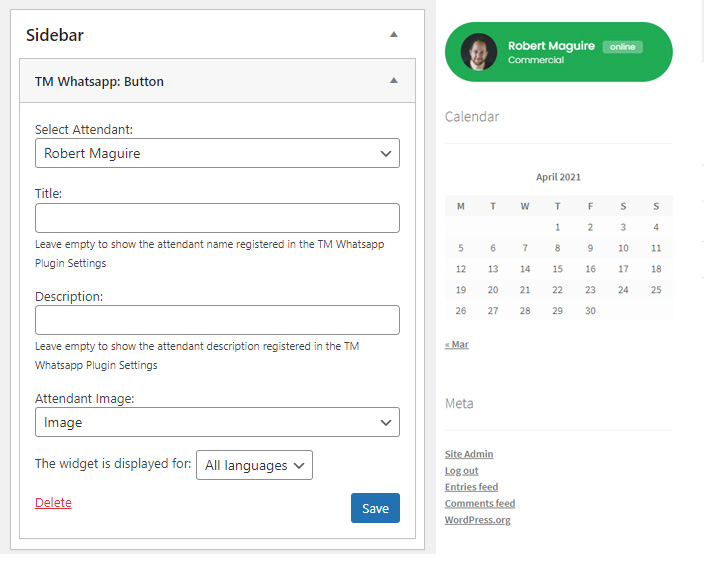 Sidebar
TM Whatsapp: Button
Select Attendant:
Robert Maguire
Title:
Leave empty to show the attendant name registered in the TM Whatsapp
Plugin Settings
Description:
Leave empty to show the attendant description registered in the TM
Whatsapp Plugin Settings
Attendant Image:
Image
The widget is displayed for: All languages
Delete Save
Robert Maguire online
Commercial
Calendar
April 2021
M T W T F S S
1 2 3 4
5 6 7 8 9 10 11
12 13 14 15 16 17 18
19 20 21 22 23 24 25
26 27 28 29 30
« Mar
Meta
Site Admin
Log out
Entries feed
Comments feed
WordPress.org